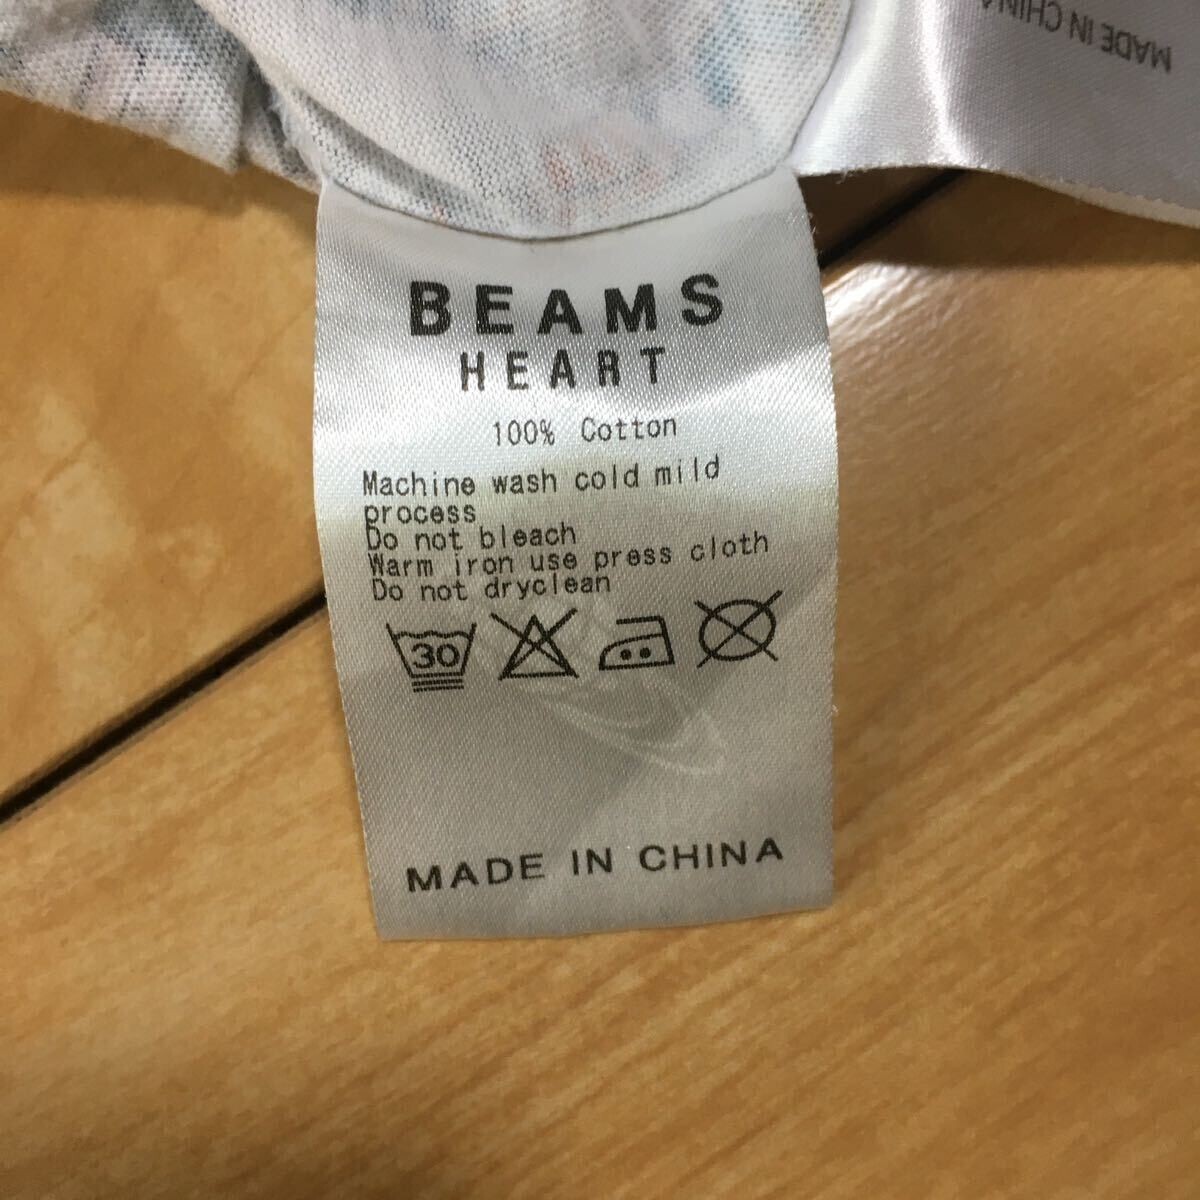 MADE IN CHINA
BEAMS
HEART
100% Cotton
Machine wash cold mild
process
Do not bleach
Warm iron use press cloth
Do not dryclean
30
MADE IN CHINA